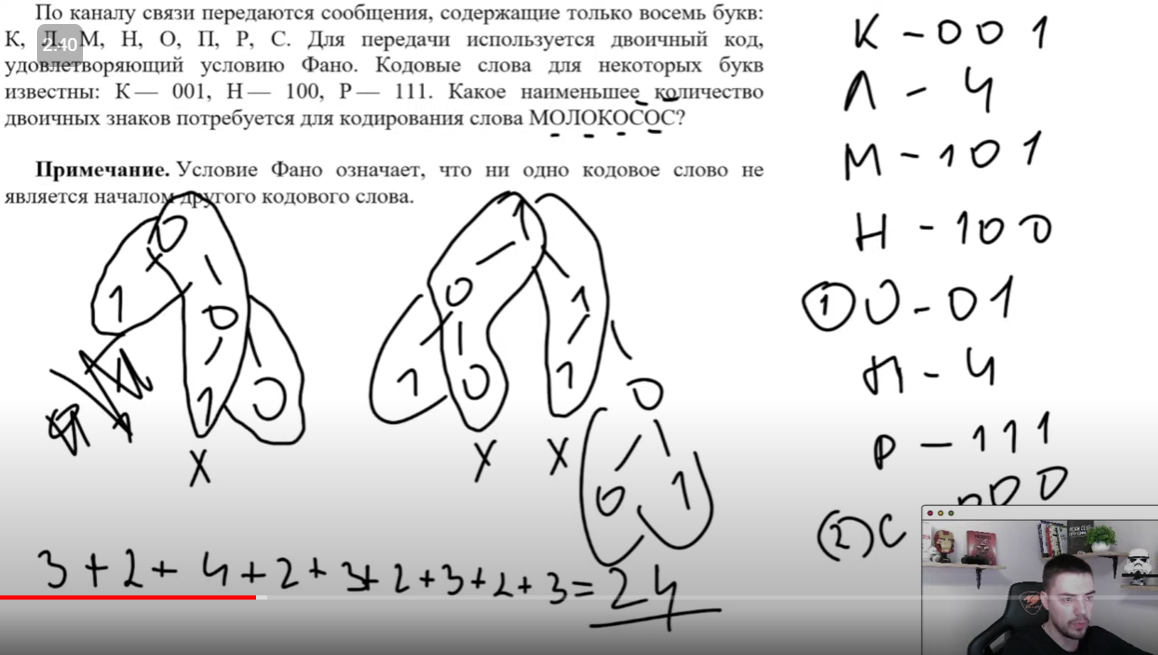 По каналу связи передаются сообщения, содержащие только восемь букв:
К, Л, М, Н, О, П, Р, С. Для передачи используется двоичный код,
2:40
удовлетворяющий условию Фано. Кодовые слова для некоторых букв
известны: К — 001, Н — 100, Р — 111. Какое наименьшее количество
двоичных знаков потребуется для кодирования слова МОЛОКОСОС?
Примечание. Условие Фано означает, что ни одно кодовое слово не
является началом другого кодового слова.
К - 001
Л - 4
М - 101
Н - 100
① О - 01
П - 4
Р - 111
(2) С 000
0
1 0
1 0
X
1
0 1
1 0 1 0
X X
0 1
3+2+4+2+3+2+3+2+3=24